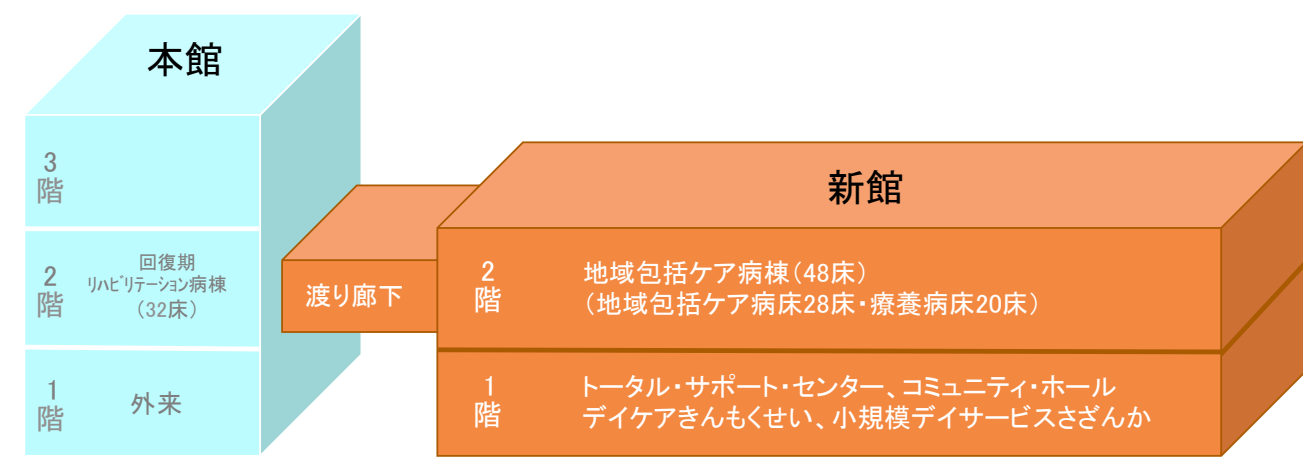 本館
3階
2階
回復期
ﾘﾊﾋﾞﾘﾃｰｼｮﾝ病棟
（32床）
1階
外来
渡り廊下
新館
2階
地域包括ケア病棟（48床）
（地域包括ケア病床28床・療養病床20床）
1階
トータル・サポート・センター、コミュニティ・ホール
デイケアきんもくせい、小規模デイサービスさざんか